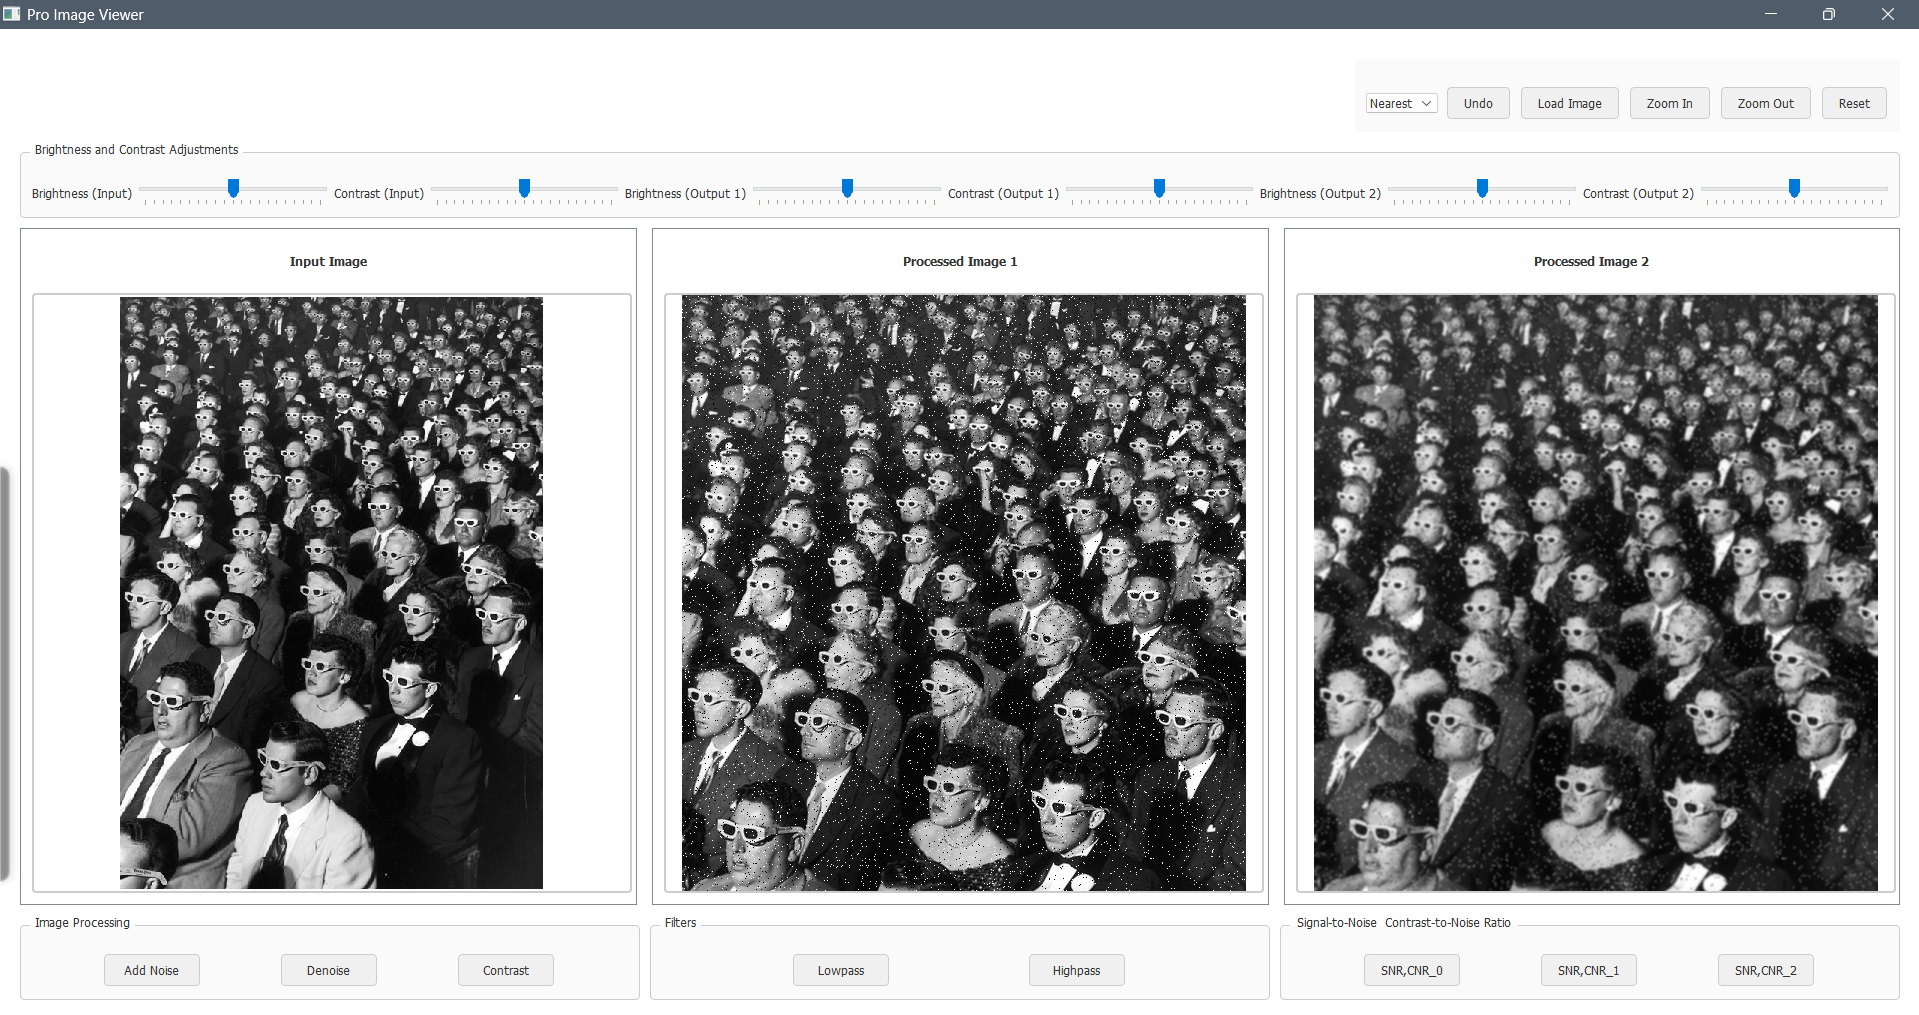 Pro Image Viewer
Nearest Undo Load Image Zoom In Zoom Out Reset
Brightness and Contrast Adjustments
Brightness (Input) Contrast (Input) Brightness (Output 1) Contrast (Output 1) Brightness (Output 2) Contrast (Output 2)
Input Image
Processed Image 1
Processed Image 2
Image Processing
Add Noise Denoise Contrast
Filters
Lowpass Highpass
Signal-to-Noise Contrast-to-Noise Ratio
SNR,CNR_0 SNR,CNR_1 SNR,CNR_2